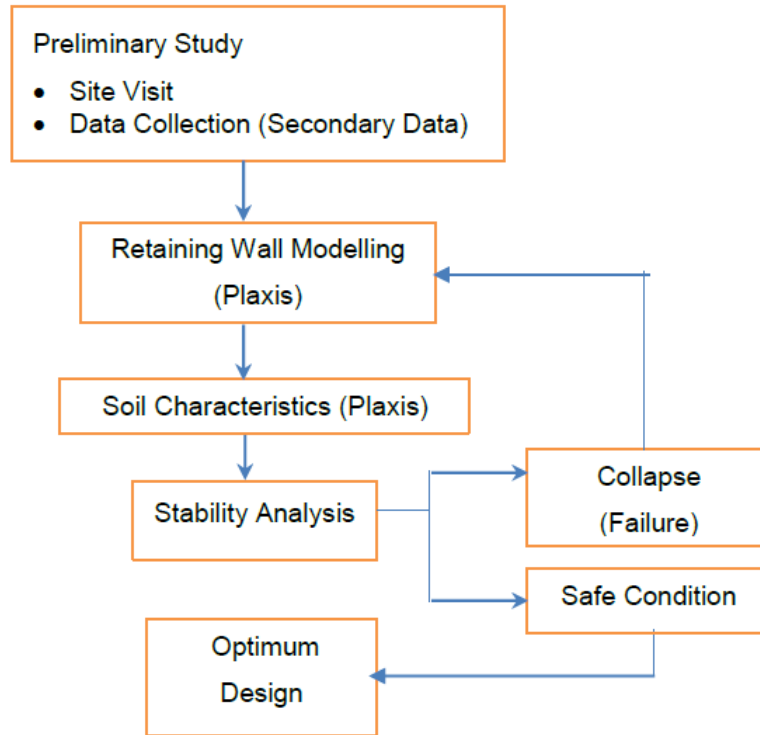 Preliminary Study
• Site Visit
• Data Collection (Secondary Data)
Retaining Wall Modelling
(Plaxis)
Soil Characteristics (Plaxis)
Stability Analysis
Collapse
(Failure)
Safe Condition
Optimum
Design